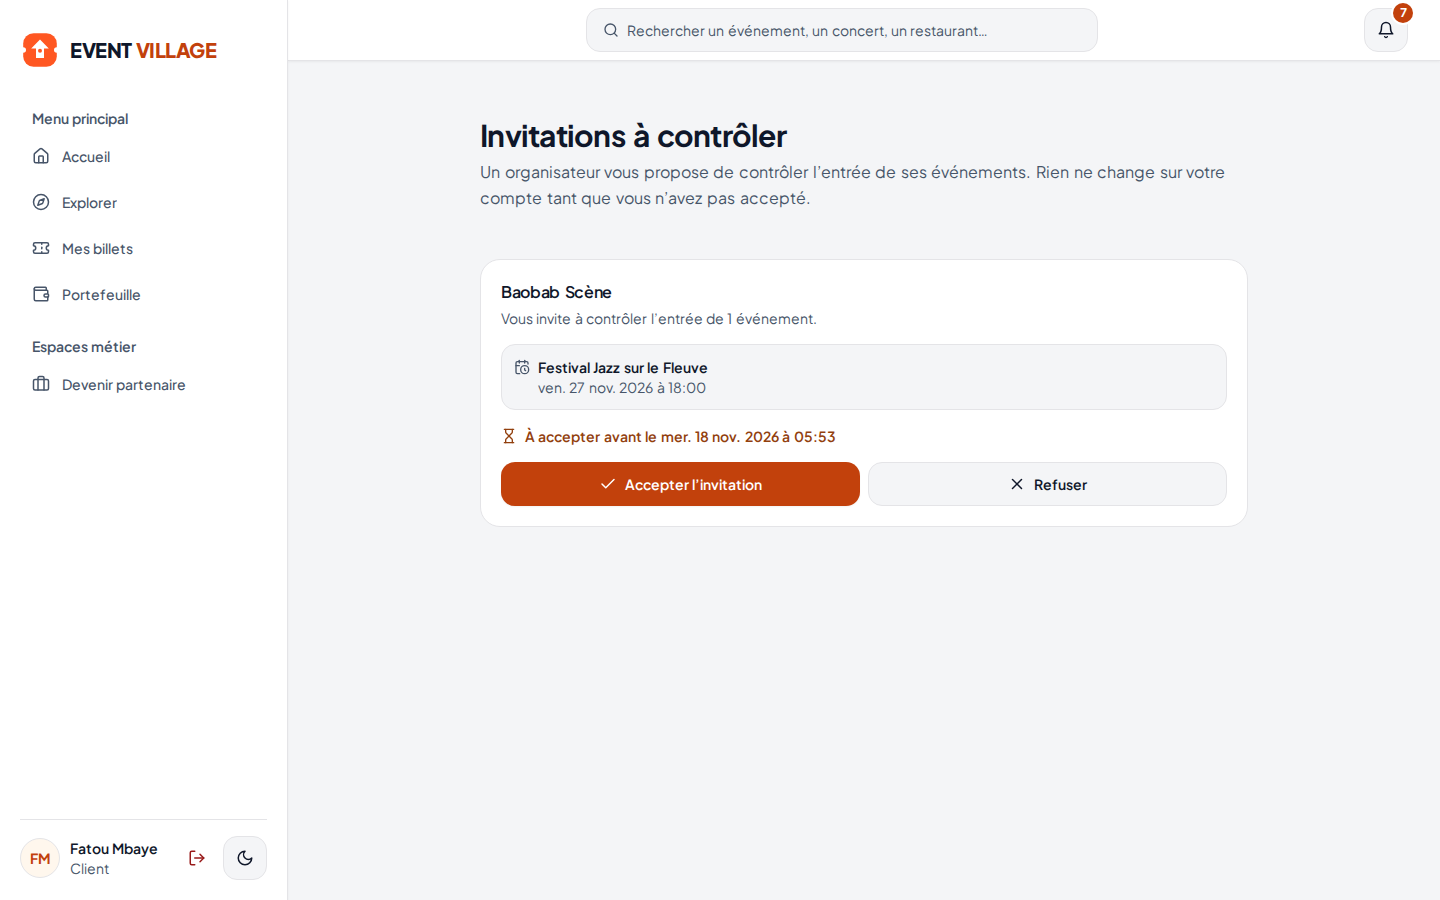 EVENT VILLAGE
Menu principal
Accueil
Explorer
Mes billets
Portefeuille
Espaces métier
Devenir partenaire
FM
Fatou Mbaye
Client
Rechercher un événement, un concert, un restaurant…
7
Invitations à contrôler
Un organisateur vous propose de contrôler l’entrée de ses événements. Rien ne change sur votre
compte tant que vous n’avez pas accepté.
Baobab Scène
Vous invite à contrôler l’entrée de 1 événement.
Festival Jazz sur le Fleuve
ven. 27 nov. 2026 à 18:00
À accepter avant le mer. 18 nov. 2026 à 05:53
Accepter l’invitation
Refuser